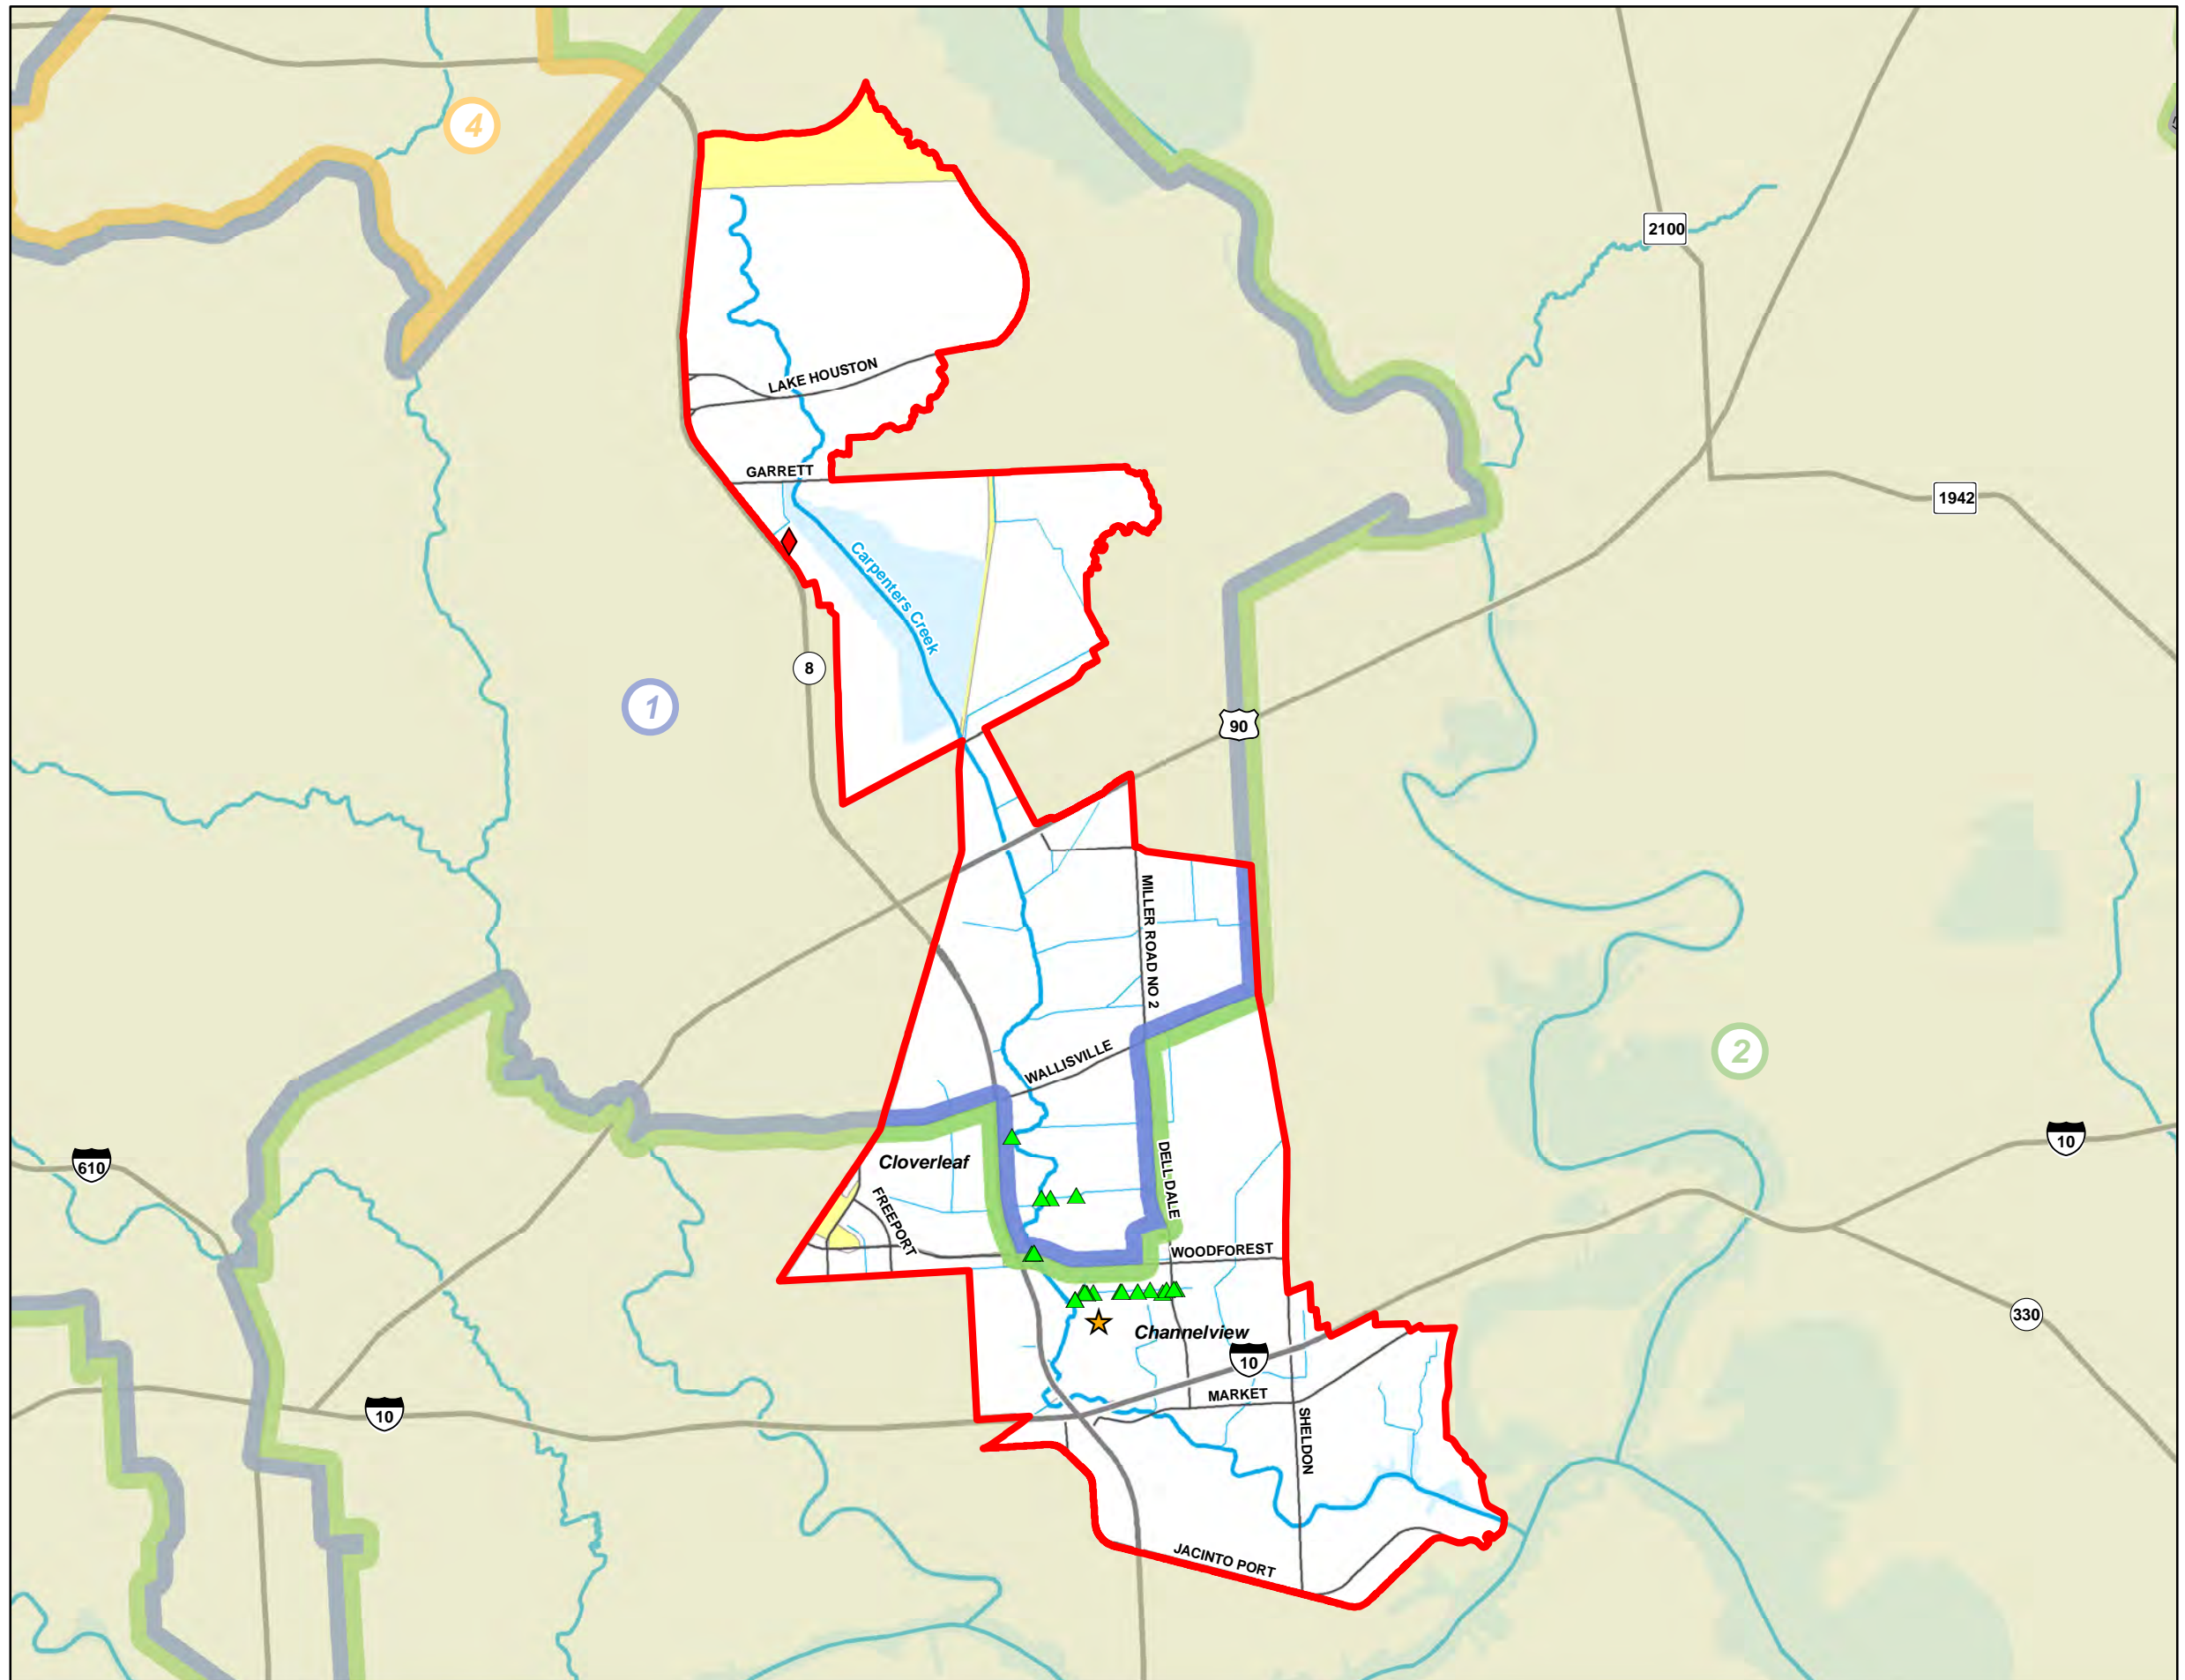 4
2100
LAKE HOUSTON
GARRETT
1942
Carpenters Creek
8
1
90
MILLER ROAD NO 2
2
WALLISVILLE
10
610
Cloverleaf
DELL DALE
FREEPORT
WOODFOREST
330
Channelview
10
MARKET
10
SHELDON
JACINTO PORT